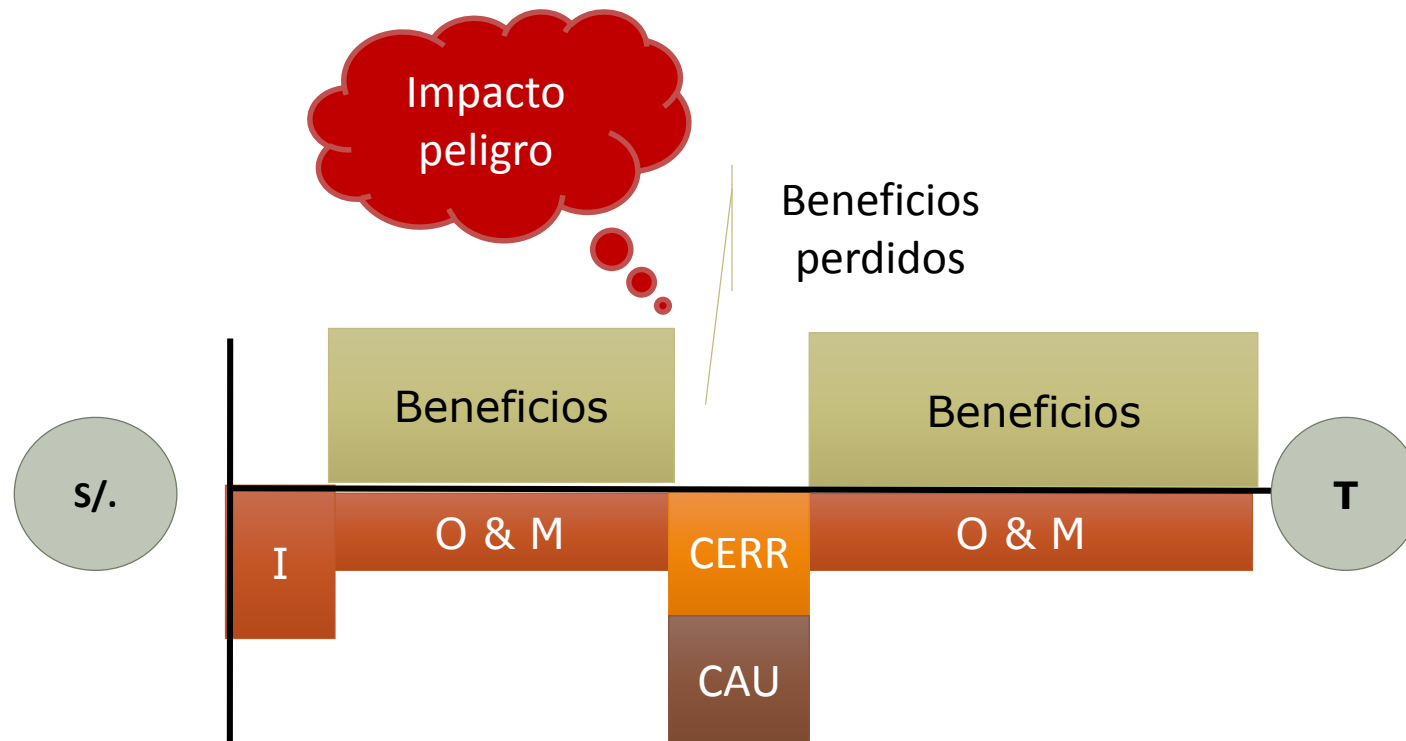 Impacto
peligro
Beneficios
perdidos
Beneficios
Beneficios
S/.
T
I
O & M
CERR
O & M
CAU